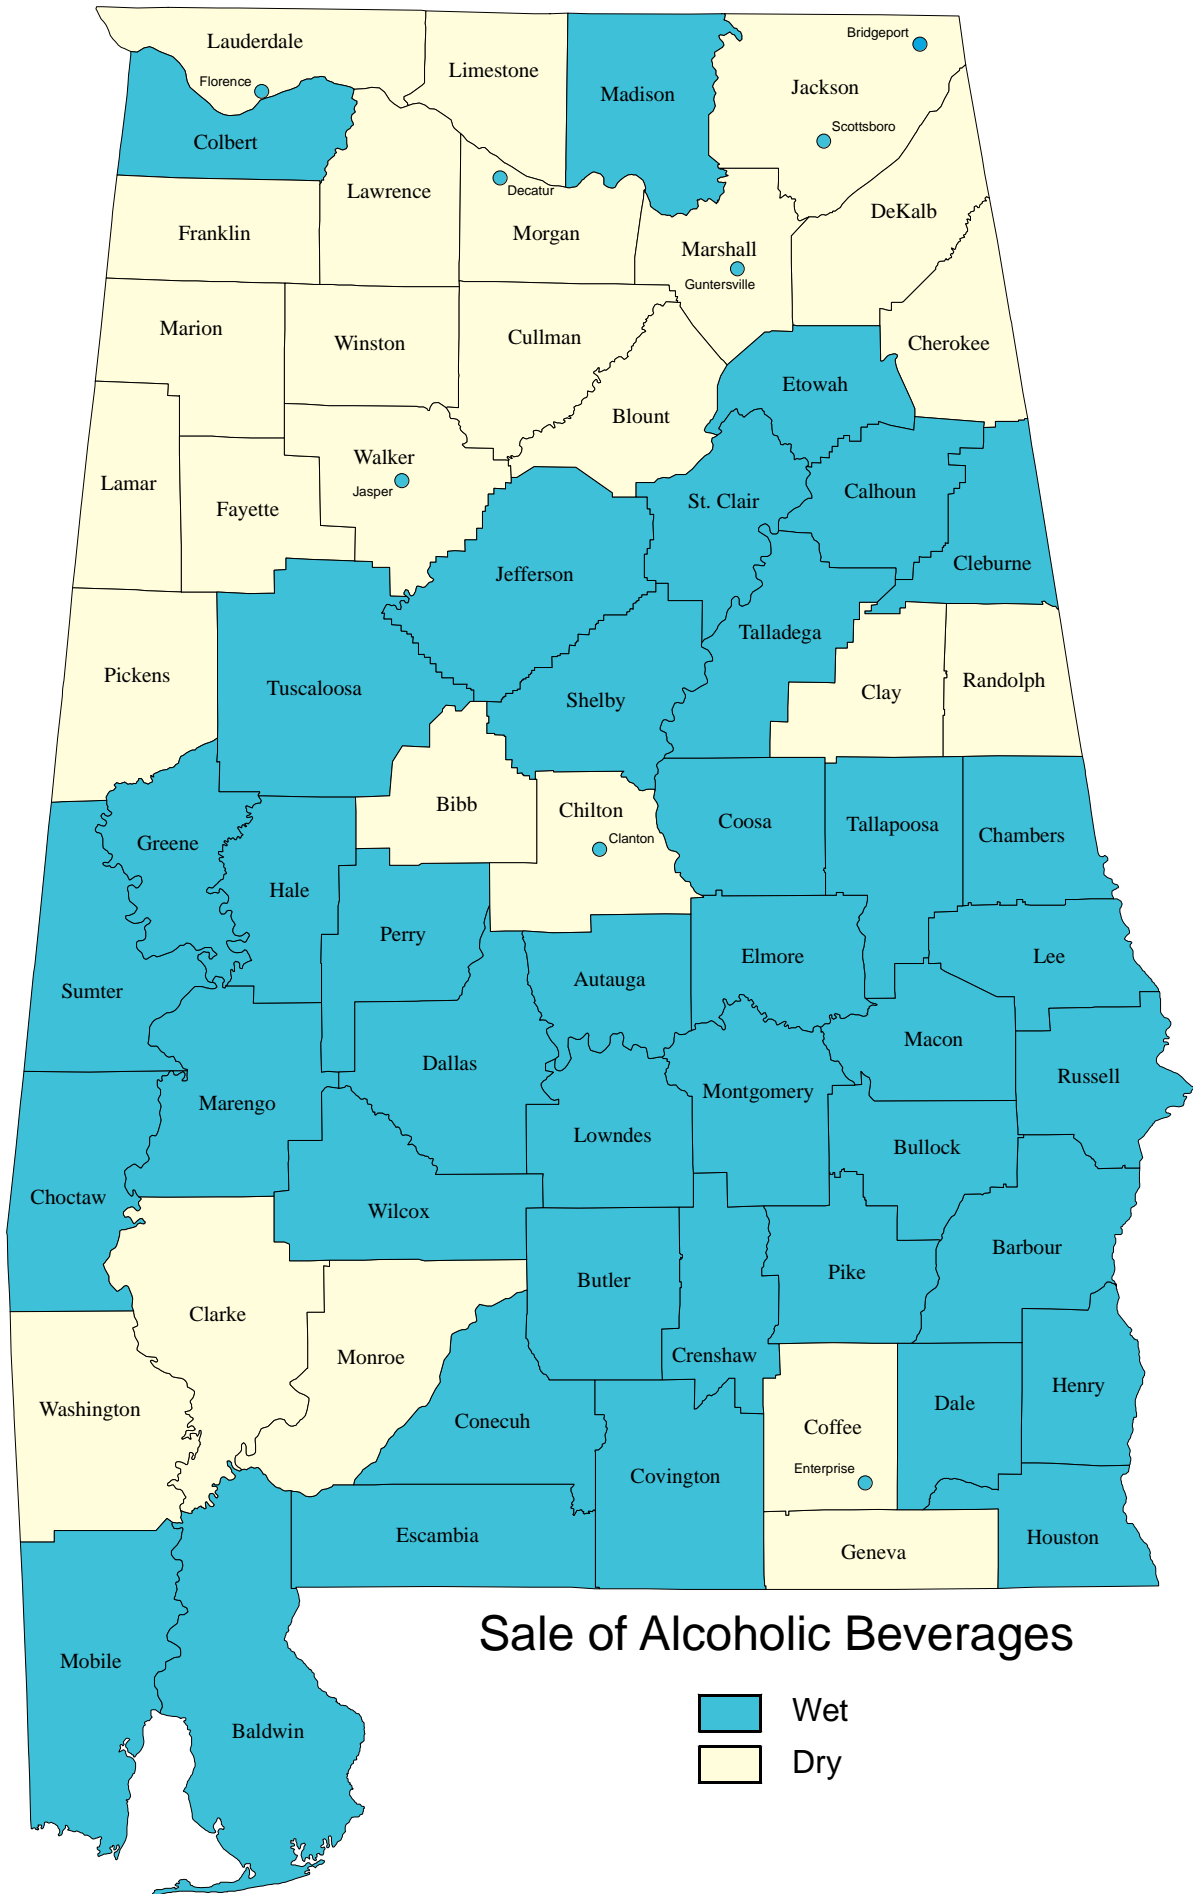 Lauderdale
Limestone
Madison
Bridgeport
Jackson
Florence
Scottsboro
Colbert
Lawrence
Decatur
DeKalb
Franklin
Morgan
Marshall
Guntersville
Marion
Winston
Cullman
Cherokee
Etowah
Blount
Walker
Jasper
Lamar
Fayette
St. Clair
Calhoun
Jefferson
Cleburne
Talladega
Pickens
Tuscaloosa
Shelby
Clay
Randolph
Bibb
Chilton
Clanton
Coosa
Tallapoosa
Chambers
Greene
Hale
Perry
Autauga
Elmore
Lee
Sumter
Dallas
Macon
Russell
Marengo
Montgomery
Lowndes
Bullock
Choctaw
Wilcox
Barbour
Butler
Pike
Clarke
Monroe
Crenshaw
Henry
Washington
Conecuh
Dale
Coffee
Enterprise
Covington
Escambia
Geneva
Houston
Sale of Alcoholic Beverages
Mobile
Baldwin
Wet
Dry